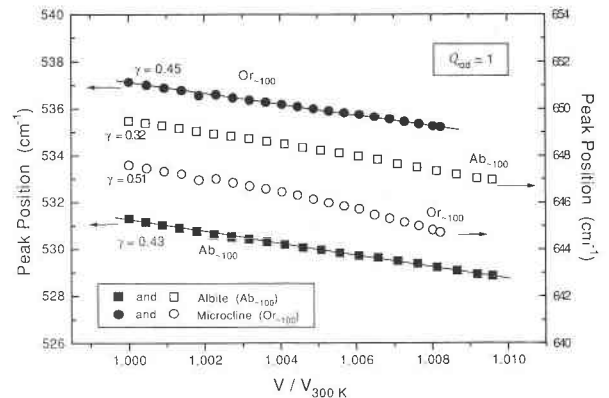 540
538
536
534
532
530
528
526
Peak Position (cm⁻¹)
654
652
650
648
646
644
642
640
Peak Position (cm⁻¹)
Q_od = 1
γ = 0.45
Or~100
γ = 0.32
Ab~100
γ = 0.51
Or~100
γ = 0.43
Ab~100
■ and □ Albite (Ab~100)
● and ○ Microcline (Or~100)
1.000
1.002
1.004
1.006
1.008
1.010
V / V300 K